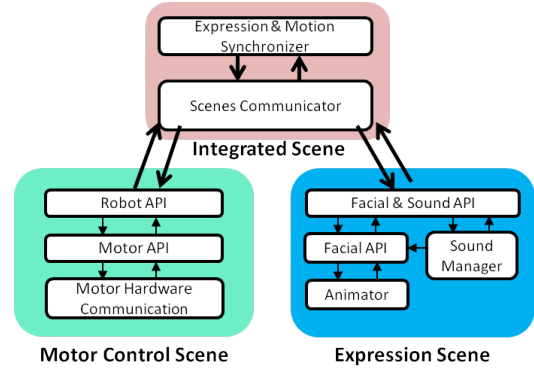 Expression & Motion
Synchronizer
Scenes Communicator
Integrated Scene
Robot API
Motor API
Motor Hardware
Communication
Motor Control Scene
Facial & Sound API
Facial API
Sound
Manager
Animator
Expression Scene